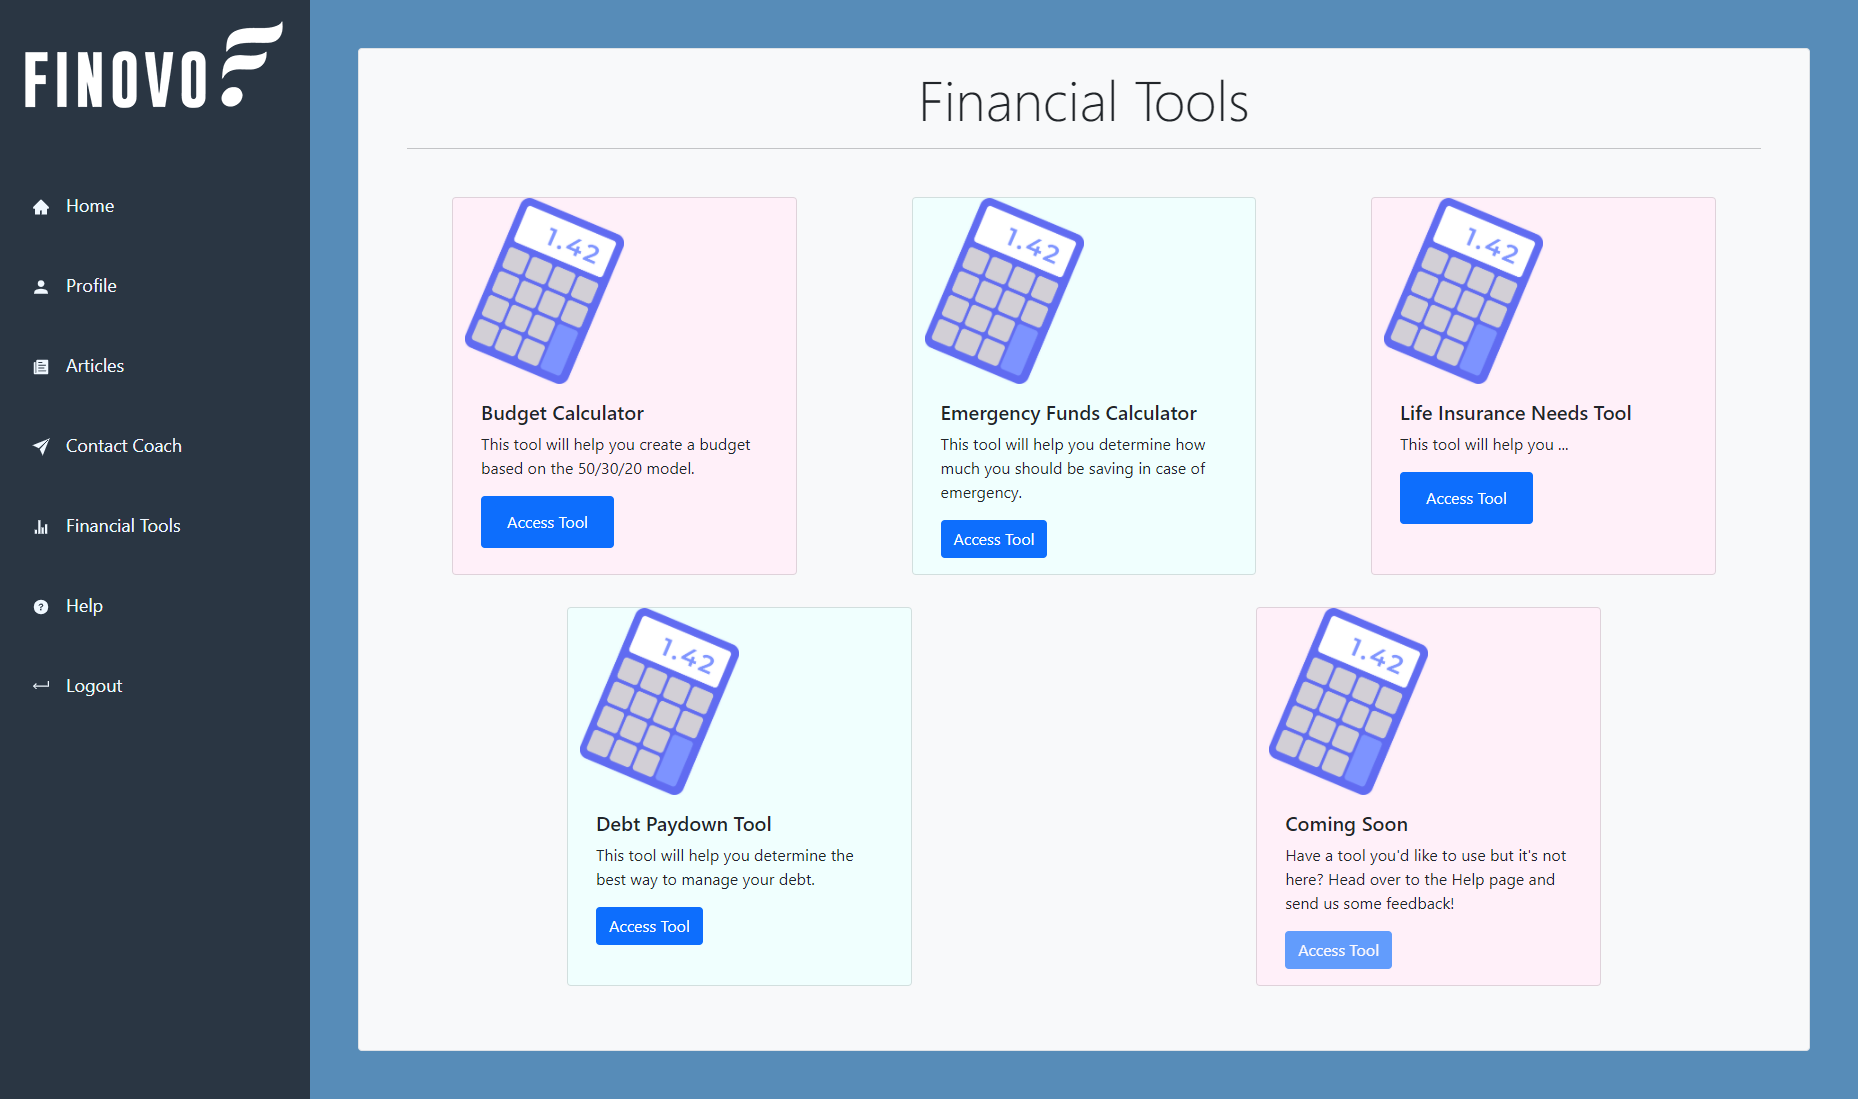 FINOVO
Home
Profile
Articles
Contact Coach
Financial Tools
Help
Logout
Financial Tools
1.42
Budget Calculator
This tool will help you create a budget
based on the 50/30/20 model.
Access Tool
1.42
Emergency Funds Calculator
This tool will help you determine how
much you should be saving in case of
emergency.
Access Tool
1.42
Life Insurance Needs Tool
This tool will help you ...
Access Tool
1.42
Debt Paydown Tool
This tool will help you determine the
best way to manage your debt.
Access Tool
1.42
Coming Soon
Have a tool you'd like to use but it's not
here? Head over to the Help page and
send us some feedback!
Access Tool